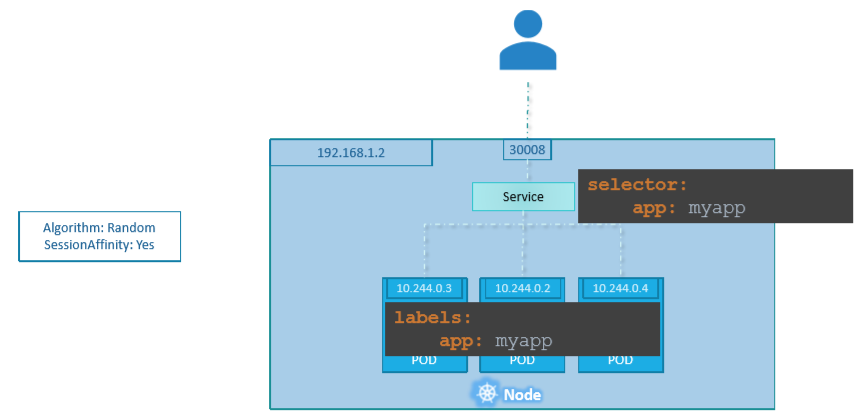 192.168.1.2
30008
Service
selector:
app: myapp
Algorithm: Random
SessionAffinity: Yes
10.244.0.3
10.244.0.2
10.244.0.4
labels:
app: myapp
POD
POD
POD
Node